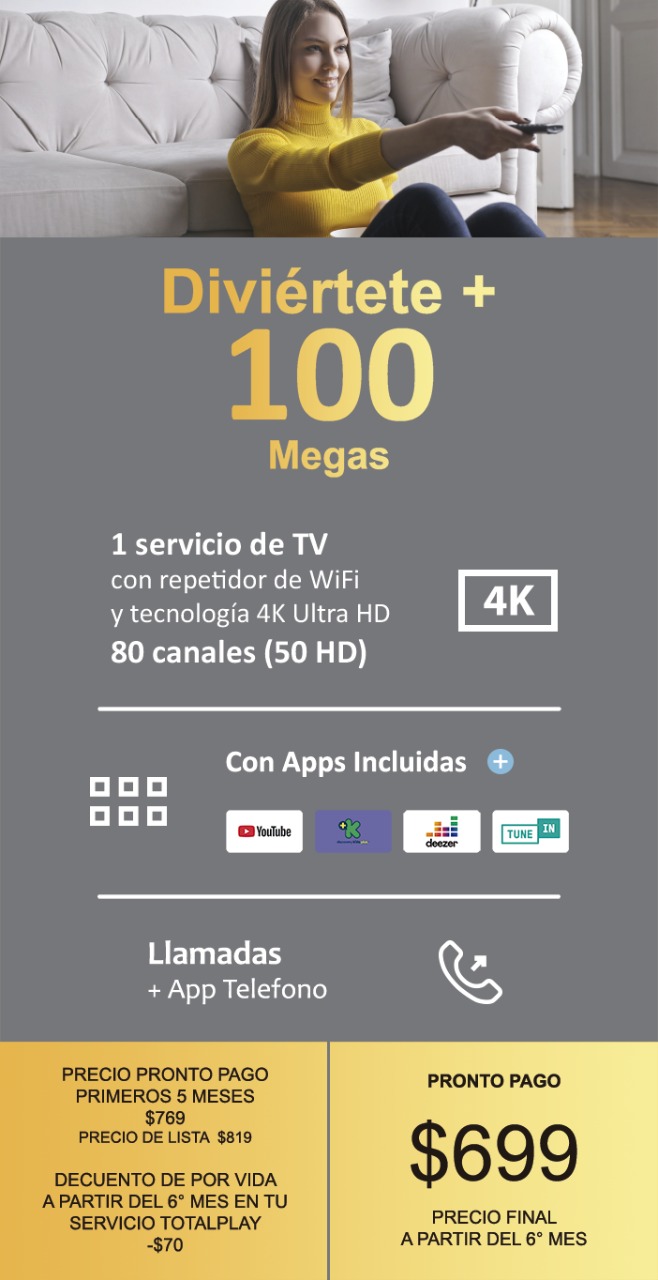 Diviértete +
100
Megas
1 servicio de TV
con repetidor de WiFi
y tecnología 4K Ultra HD
80 canales (50 HD)
4K
Con Apps Incluidas +
YouTube
+K
deezer
TUNE IN
Llamadas
+ App Telefono
PRECIO PRONTO PAGO
PRIMEROS 5 MESES
$769
PRECIO DE LISTA $819
DECUENTO DE POR VIDA
A PARTIR DEL 6° MES EN TU
SERVICIO TOTALPLAY
-$70
PRONTO PAGO
$699
PRECIO FINAL
A PARTIR DEL 6° MES